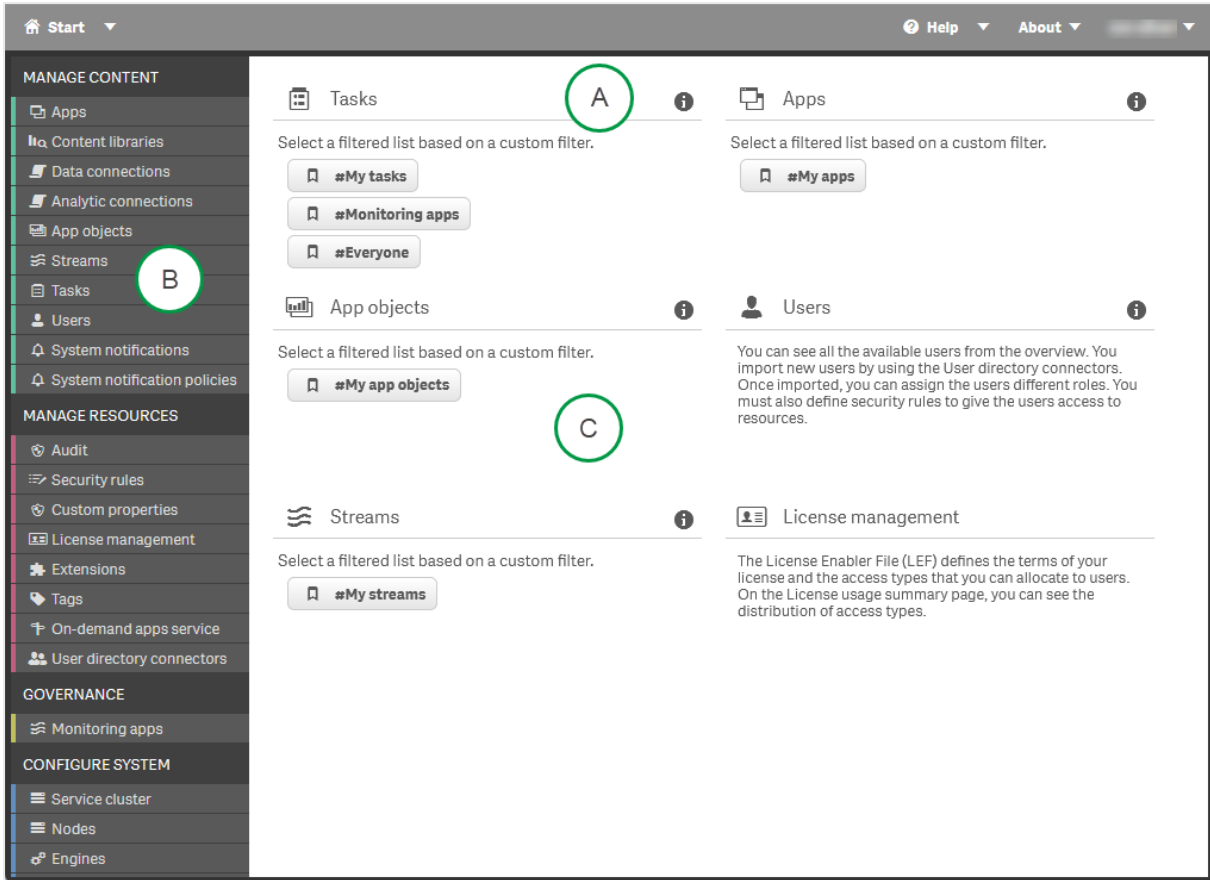 Start
Help
About
MANAGE CONTENT
Apps
Content libraries
Data connections
Analytic connections
App objects
Streams
Tasks
Users
System notifications
System notification policies
MANAGE RESOURCES
Audit
Security rules
Custom properties
License management
Extensions
Tags
On-demand apps service
User directory connectors
GOVERNANCE
Monitoring apps
CONFIGURE SYSTEM
Service cluster
Nodes
Engines
B
Tasks
A
Select a filtered list based on a custom filter.
#My tasks
#Monitoring apps
#Everyone
Apps
Select a filtered list based on a custom filter.
#My apps
App objects
Select a filtered list based on a custom filter.
#My app objects
C
Users
You can see all the available users from the overview. You
import new users by using the User directory connectors.
Once imported, you can assign the users different roles. You
must also define security rules to give the users access to
resources.
Streams
Select a filtered list based on a custom filter.
#My streams
License management
The License Enabler File (LEF) defines the terms of your
license and the access types that you can allocate to users.
On the License usage summary page, you can see the
distribution of access types.